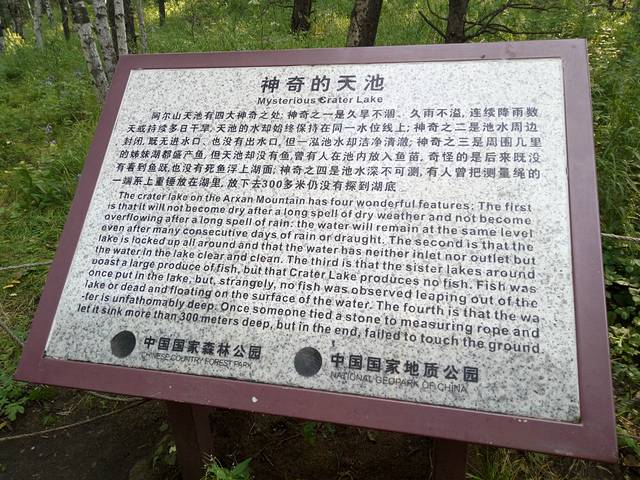 神奇的天池
Mysterious Crater Lake
阿尔山天池有四大神奇之处: 神奇之一是久旱不涸、久雨不溢, 连续降雨数
天或持续多日干旱, 天池的水却始终保持在同一水位线上; 神奇之二是池水周边
封闭, 既无进水口、也没有出水口, 但一泓池水却洁净清澈; 神奇之三是周围几里
的姊妹湖都盛产鱼, 但天池却没有鱼, 曾有人在池内放入鱼苗, 奇怪的是后来既没
有看到鱼跃, 也没有死鱼浮上湖面; 神奇之四是池水深不可测, 有人曾把测量绳的
一端系上重锤放在湖里, 放下去300多米仍没有探到湖底
The crater lake on the Arxan Mountain has four wonderful features: The first
is that it will not become dry after a long spell of dry weather and not become
overflowing after a long spell of rain: the water will remain at the same level
even after many consecutive days of rain or draught. The second is that the
lake is locked up all around and that the water has neither inlet nor outlet but
the water in the lake clear and clean. The third is that the sister lakes around
boast a large produce of fish, but that Crater Lake produces no fish. Fish was
once put in the lake, but, strangely, no fish was observed leaping out of the
lake or dead and floating on the surface of the water. The fourth is that the wa
-ter is unfathomably deep. Once someone tied a stone to measuring rope and
let it sink more than 300 meters deep, but in the end, failed to touch the ground.
中国国家森林公园
CHINESE COUNTRY FOREST PARK
中国国家地质公园
NATIONAL GEOPARK OF CHINA